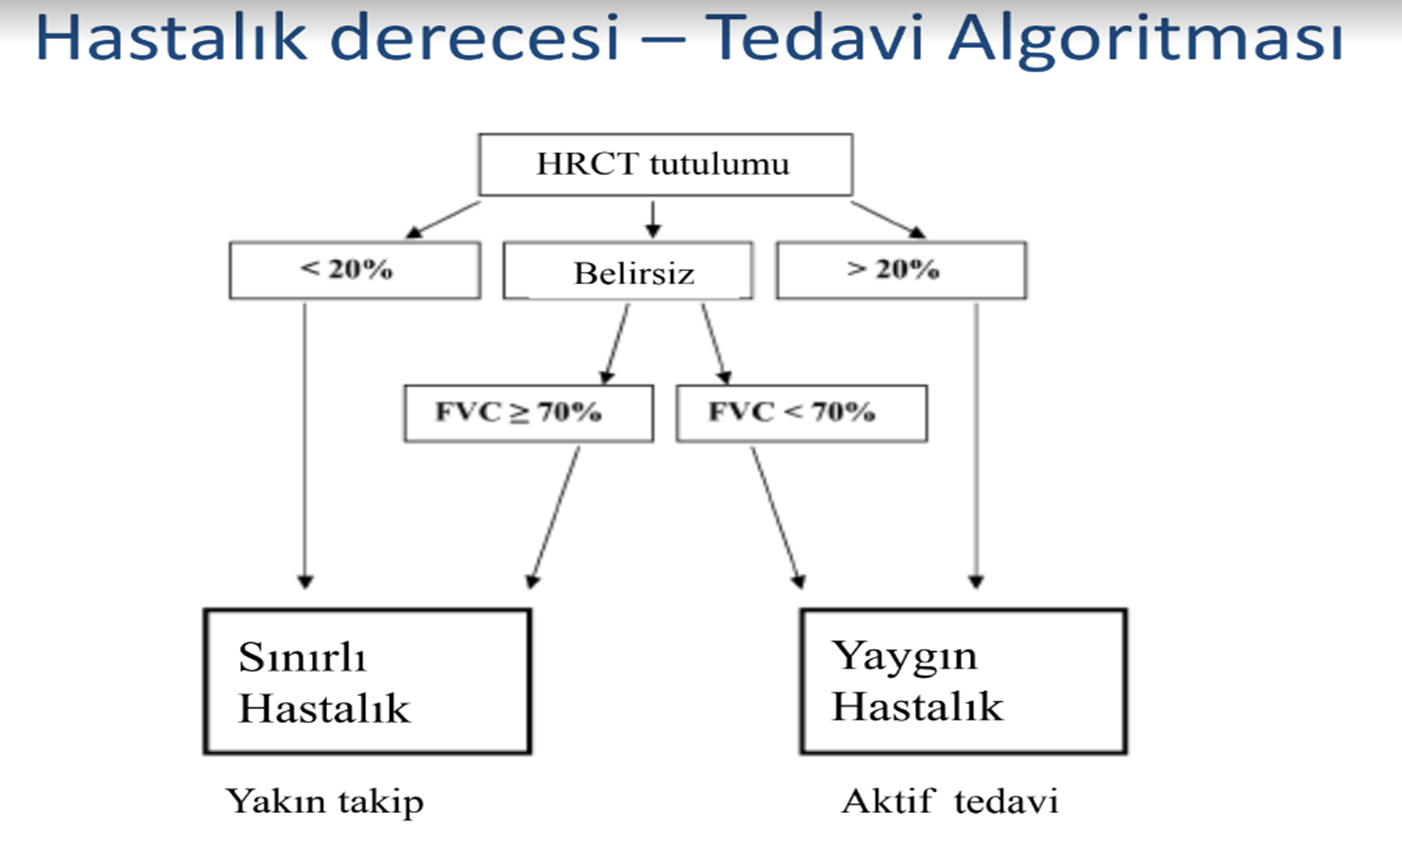 Hastalık derecesi – Tedavi Algoritması
HRCT tutulumu
< 20%
Belirsiz
> 20%
FVC ≥ 70%
FVC < 70%
Sınırlı
Hastalık
Yaygın
Hastalık
Yakın takip
Aktif tedavi